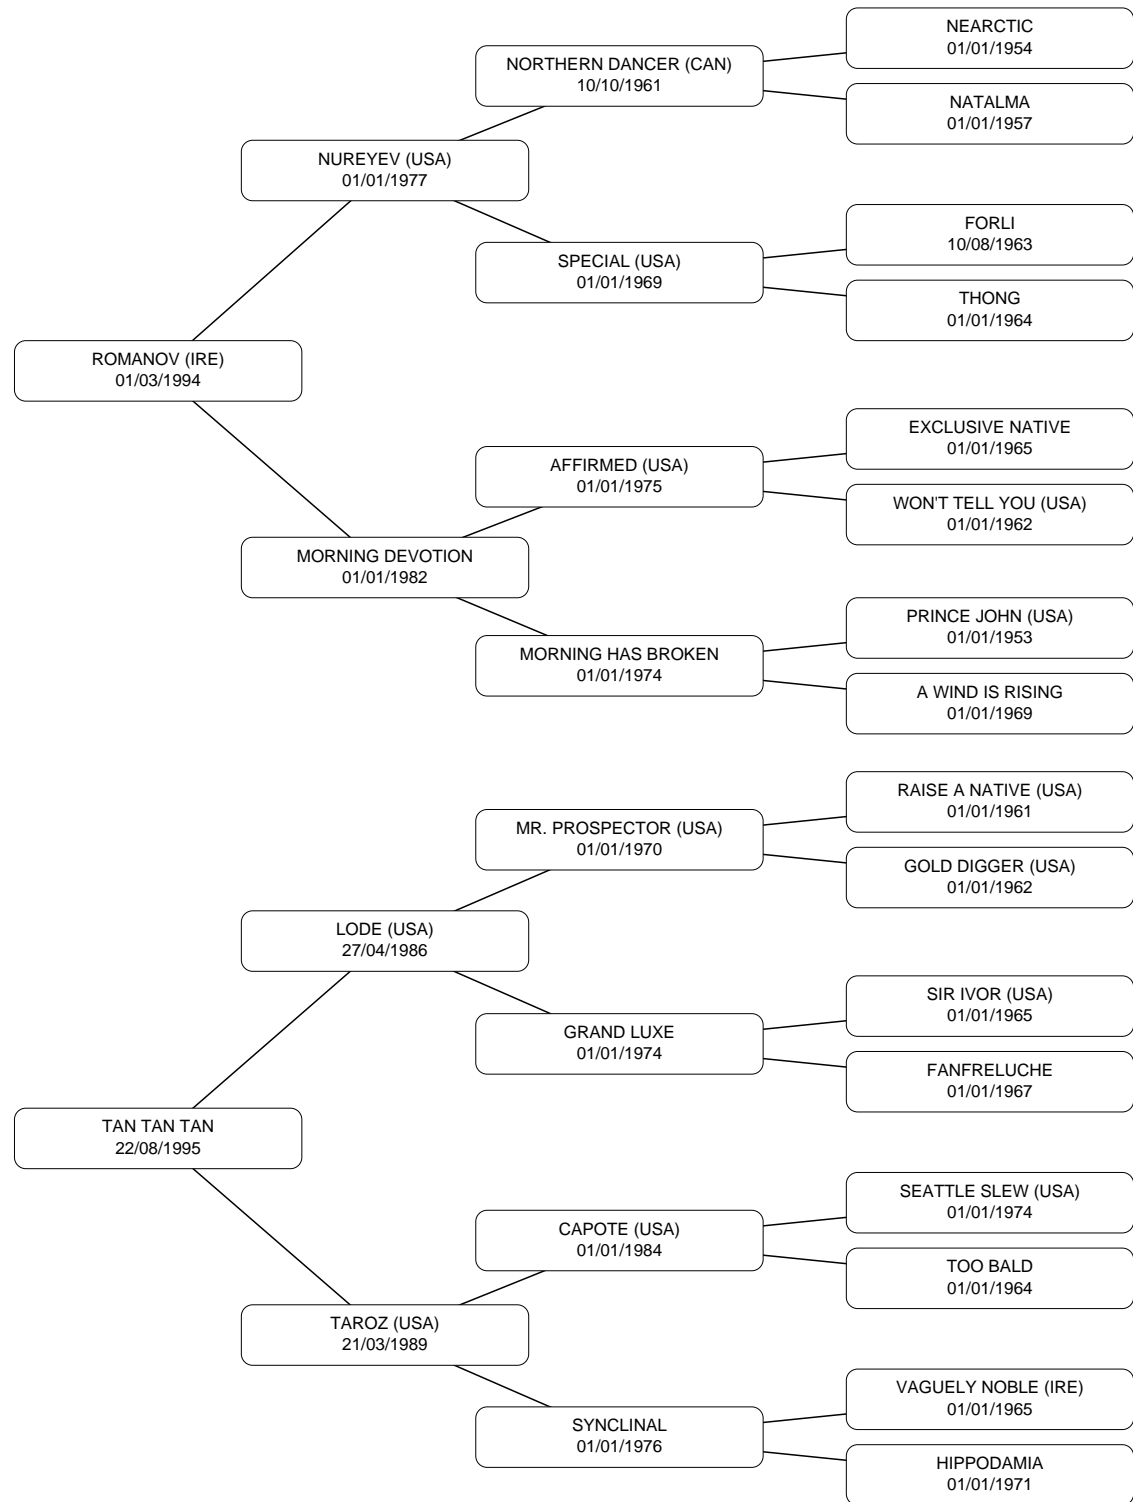 NEARCTIC
01/01/1954
NORTHERN DANCER (CAN)
10/10/1961
NATALMA
01/01/1957
NUREYEV (USA)
01/01/1977
FORLI
10/08/1963
SPECIAL (USA)
01/01/1969
THONG
01/01/1964
ROMANOV (IRE)
01/03/1994
EXCLUSIVE NATIVE
01/01/1965
AFFIRMED (USA)
01/01/1975
WON'T TELL YOU (USA)
01/01/1962
MORNING DEVOTION
01/01/1982
PRINCE JOHN (USA)
01/01/1953
MORNING HAS BROKEN
01/01/1974
A WIND IS RISING
01/01/1969
RAISE A NATIVE (USA)
01/01/1961
MR. PROSPECTOR (USA)
01/01/1970
GOLD DIGGER (USA)
01/01/1962
LODE (USA)
27/04/1986
SIR IVOR (USA)
01/01/1965
GRAND LUXE
01/01/1974
FANFRELUCHE
01/01/1967
TAN TAN TAN
22/08/1995
SEATTLE SLEW (USA)
01/01/1974
CAPOTE (USA)
01/01/1984
TOO BALD
01/01/1964
TAROZ (USA)
21/03/1989
VAGUELY NOBLE (IRE)
01/01/1965
SYNCLINAL
01/01/1976
HIPPODAMIA
01/01/1971